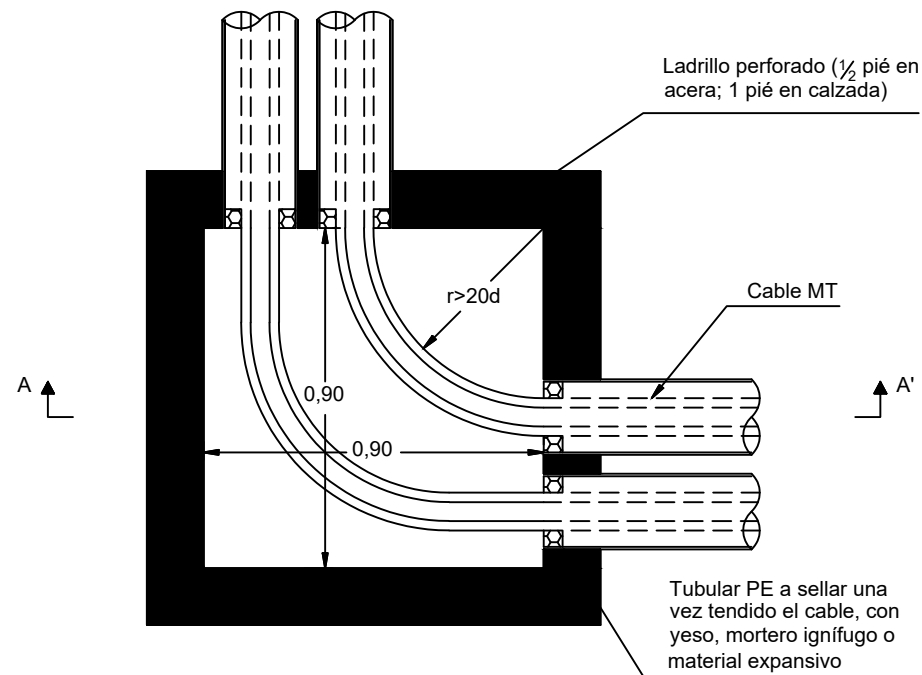 Ladrillo perforado (½ pié en
acera; 1 pié en calzada)
r>20d
Cable MT
A
A'
0,90
0,90
Tubular PE a sellar una
vez tendido el cable, con
yeso, mortero ignífugo o
material expansivo